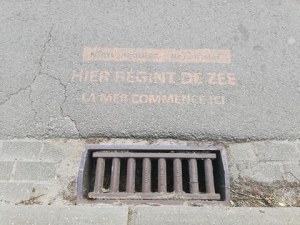 HIER BEGINT DE ZEE
LA MER COMMENCE ICI